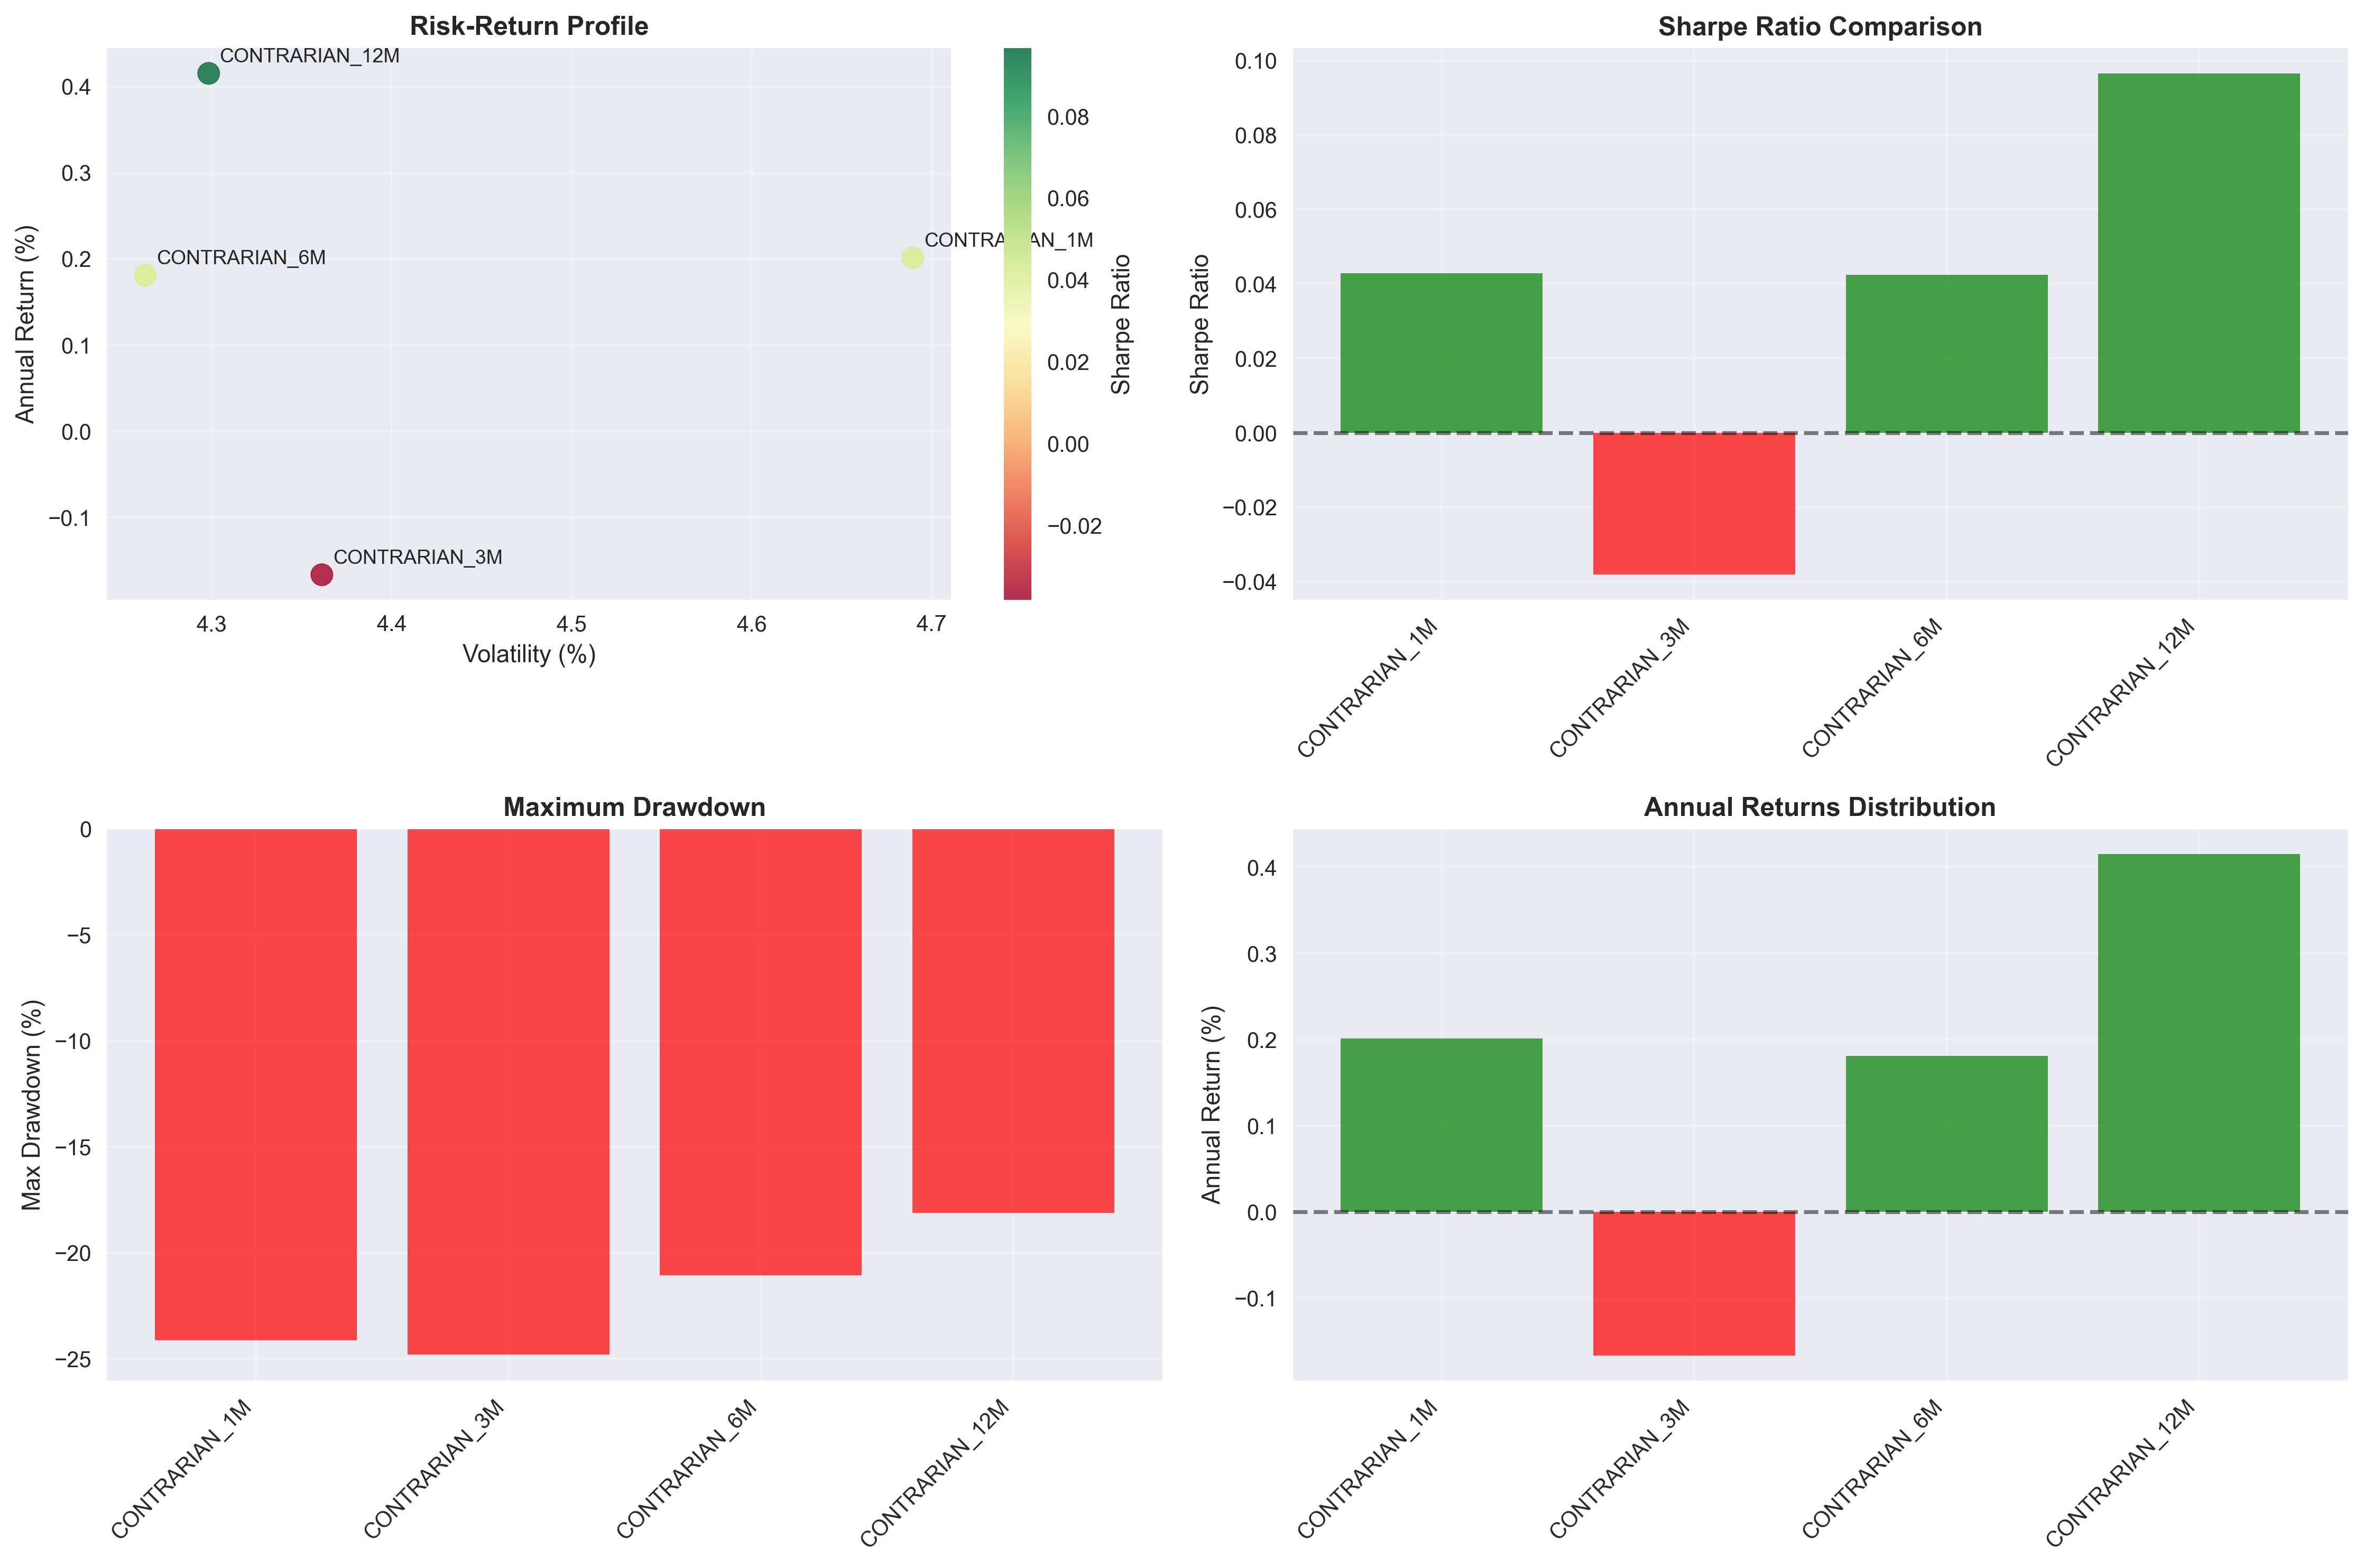 Risk-Return Profile
CONTRARIAN_12M
CONTRARIAN_6M
CONTRARIAN_1M
CONTRARIAN_3M
Annual Return (%)
0.4
0.3
0.2
0.1
0.0
−0.1
4.3
4.4
4.5
4.6
4.7
Volatility (%)
0.08
0.06
0.04
0.02
0.00
−0.02
Sharpe Ratio
Sharpe Ratio Comparison
Sharpe Ratio
0.10
0.08
0.06
0.04
0.02
0.00
−0.02
−0.04
CONTRARIAN_1M
CONTRARIAN_3M
CONTRARIAN_6M
CONTRARIAN_12M
Maximum Drawdown
Max Drawdown (%)
0
−5
−10
−15
−20
−25
CONTRARIAN_1M
CONTRARIAN_3M
CONTRARIAN_6M
CONTRARIAN_12M
Annual Returns Distribution
Annual Return (%)
0.4
0.3
0.2
0.1
0.0
−0.1
CONTRARIAN_1M
CONTRARIAN_3M
CONTRARIAN_6M
CONTRARIAN_12M